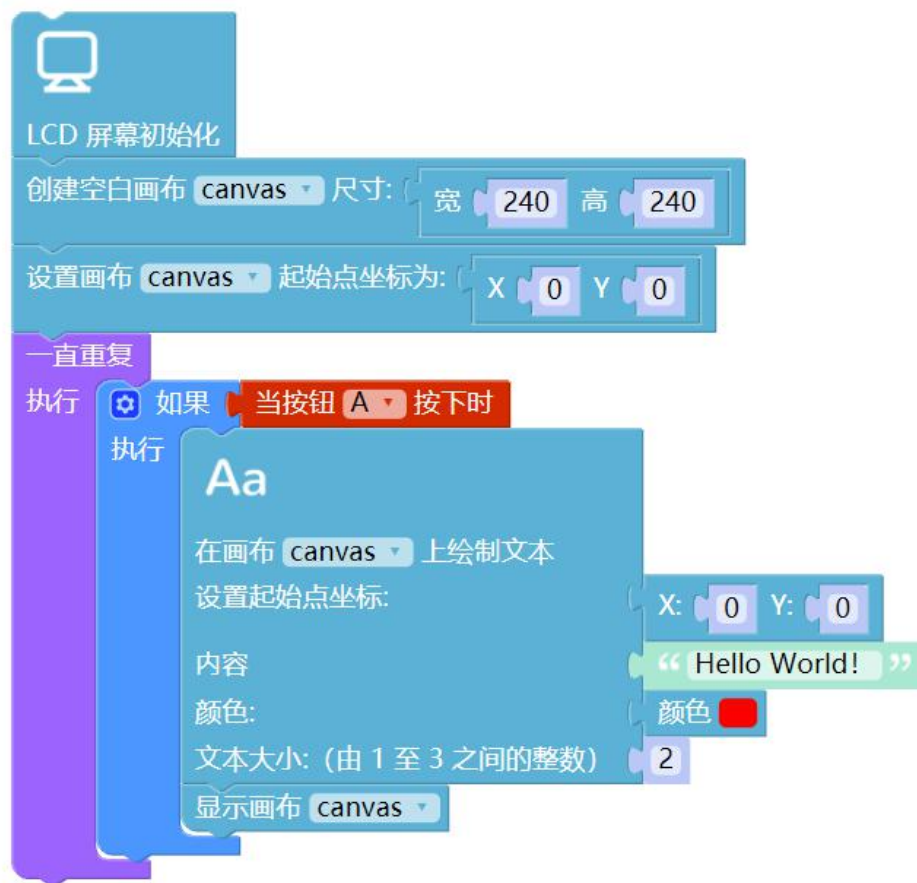 LCD 屏幕初始化
创建空白画布 canvas 尺寸: 宽 240 高 240
设置画布 canvas 起始点坐标为: X 0 Y 0
一直重复
执行 如果 当按钮 A 按下时
执行
Aa
在画布 canvas 上绘制文本
设置起始点坐标: X: 0 Y: 0
内容 “ Hello World! ”
颜色: 颜色
文本大小:（由 1 至 3 之间的整数） 2
显示画布 canvas